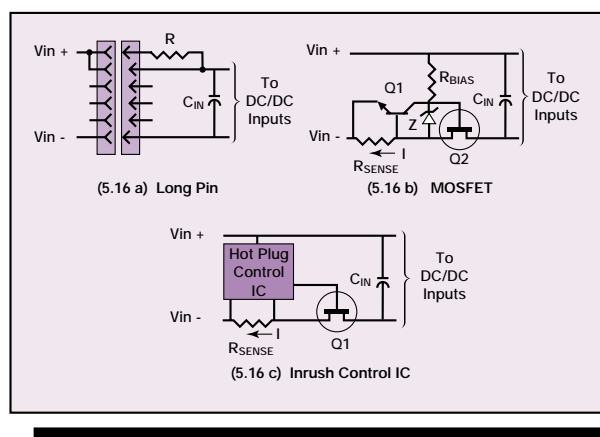 Vin +
R
CIN
To
DC/DC
Inputs
Vin -
(5.16 a) Long Pin
Vin +
RBIAS
Q1
CIN
To
DC/DC
Inputs
Z
Vin -
I
RSENSE
Q2
(5.16 b) MOSFET
Vin +
Hot Plug
Control
IC
CIN
To
DC/DC
Inputs
Vin -
I
RSENSE
Q1
(5.16 c) Inrush Control IC